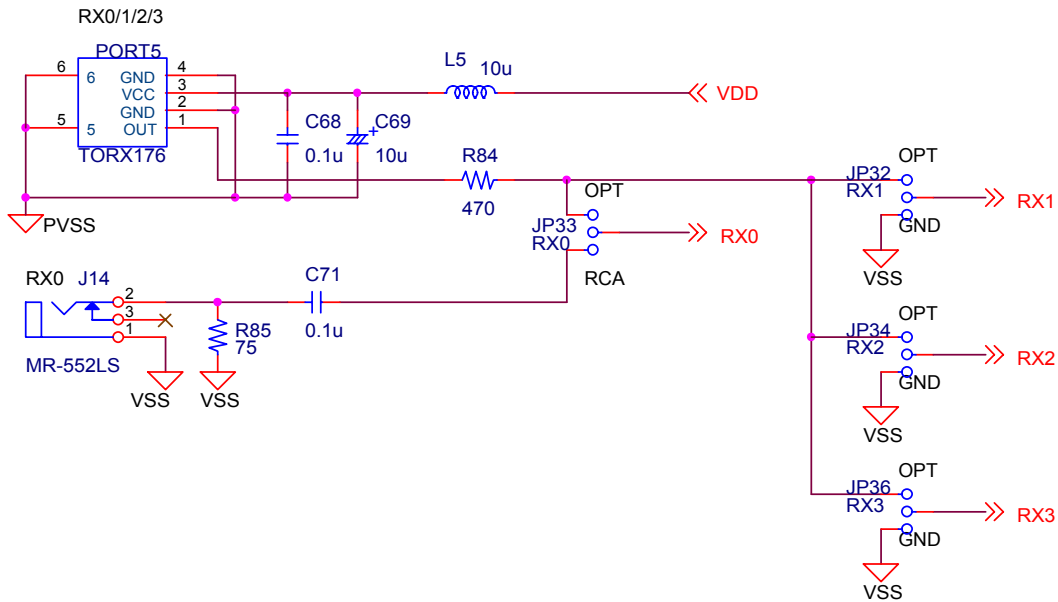 RX0/1/2/3
PORT5
6 6 GND 4
VCC 3
GND 2
5 5 OUT 1
TORX176
PVSS
L5
10u
VDD
C68
0.1u
C69
+
10u
R84
470
OPT
JP33
RX0
RCA
RX0
OPT
JP32
RX1
GND
VSS
RX1
RX0 J14
2
3
1
MR-552LS
VSS
R85
75
VSS
C71
0.1u
OPT
JP34
RX2
GND
VSS
RX2
OPT
JP36
RX3
GND
VSS
RX3